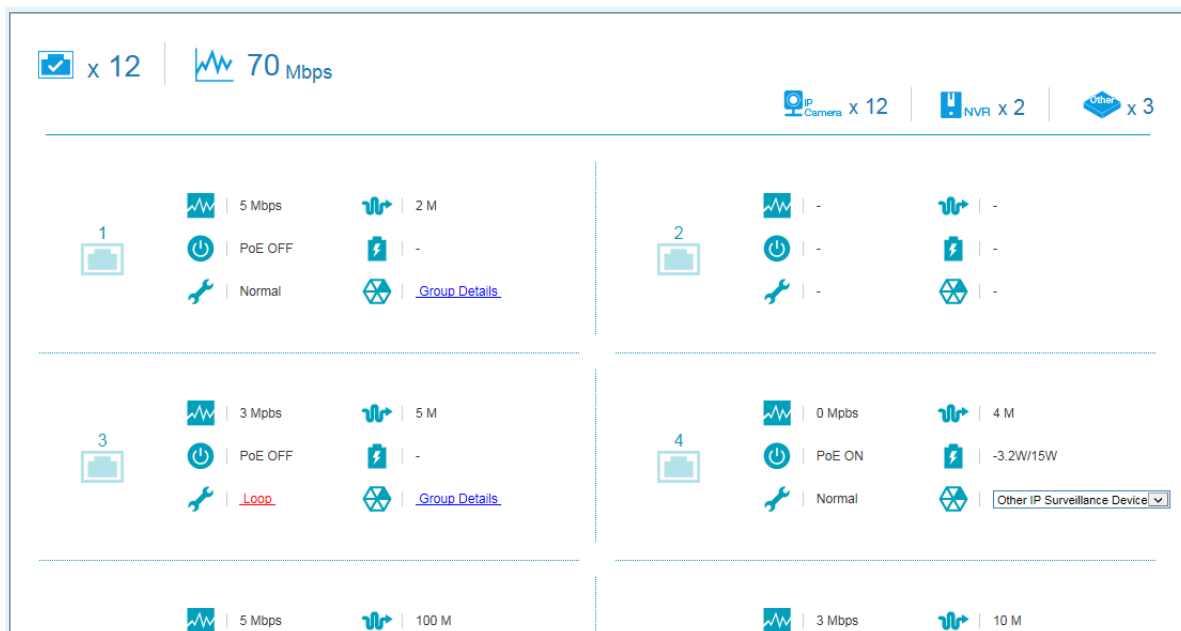 x 12 70 Mbps
IP Camera x 12 NVR x 2 Other x 3
1
5 Mbps 2 M
PoE OFF -
Normal Group Details
2
- -
- -
- -
3
3 Mpbs 5 M
PoE OFF -
Loop Group Details
4
0 Mpbs 4 M
PoE ON -3.2W/15W
Normal Other IP Surveillance Device
5 Mbps 100 M
3 Mbps 10 M